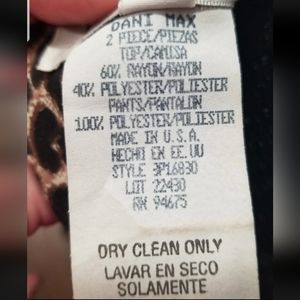 DANI MAX
2 PIECE/PIEZAS
TOP/CAMISA
60% RAYON/RAYON
40% POLYESTER/POLIESTER
PANTS/PANTALON
100% POLYESTER/POLIESTER
MADE IN U.S.A.
HECHO EN EE.UU
STYLE 3P16830
LOT 22430
RN 94675
DRY CLEAN ONLY
LAVAR EN SECO
SOLAMENTE